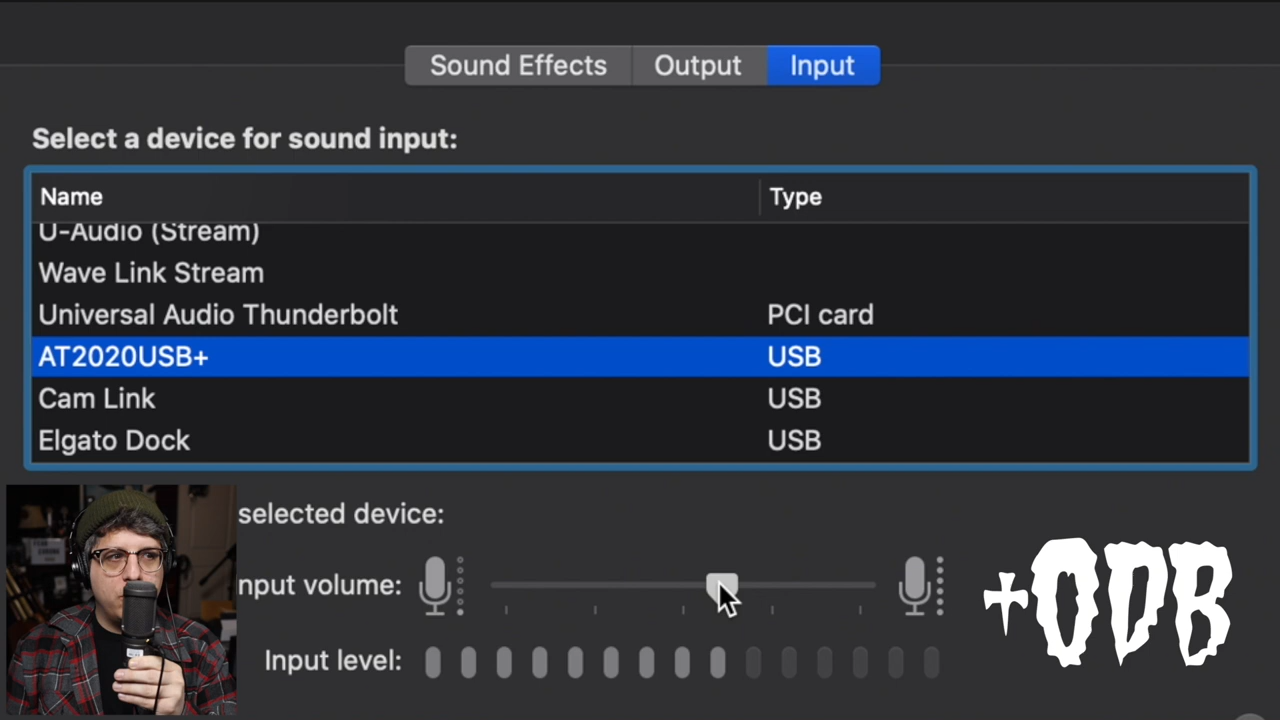 Sound Effects Output Input
Select a device for sound input:
Name Type
U-Audio (Stream)
Wave Link Stream
Universal Audio Thunderbolt PCI card
AT2020USB+ USB
Cam Link USB
Elgato Dock USB
selected device:
nput volume:
Input level:
+0DB